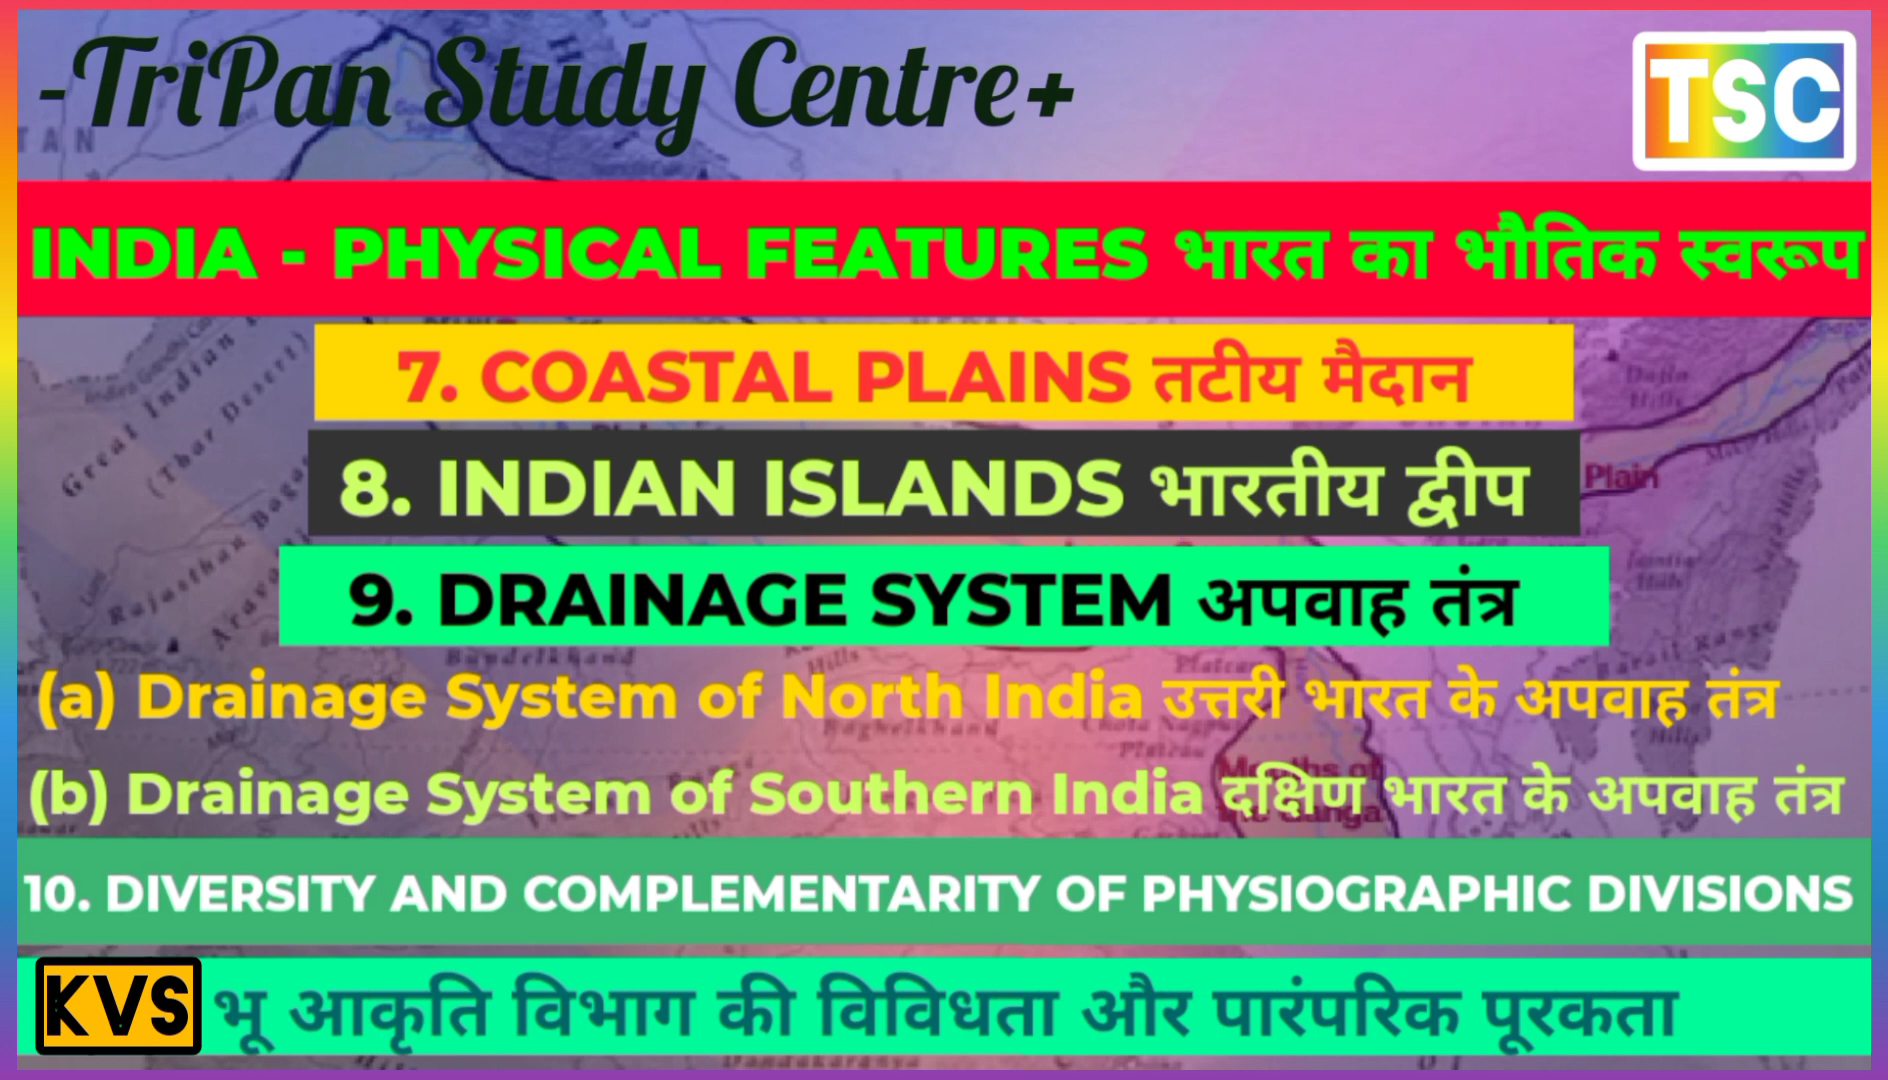 -TriPan Study Centre+
TSC
INDIA - PHYSICAL FEATURES भारत का भौतिक स्वरूप
7. COASTAL PLAINS तटीय मैदान
8. INDIAN ISLANDS भारतीय द्वीप
Plain
9. DRAINAGE SYSTEM अपवाह तंत्र
(a) Drainage System of North India उत्तरी भारत के अपवाह तंत्र
(b) Drainage System of Southern India दक्षिण भारत के अपवाह तंत्र
10. DIVERSITY AND COMPLEMENTARITY OF PHYSIOGRAPHIC DIVISIONS
KVS भू आकृति विभाग की विविधता और पारंपरिक पूरकता